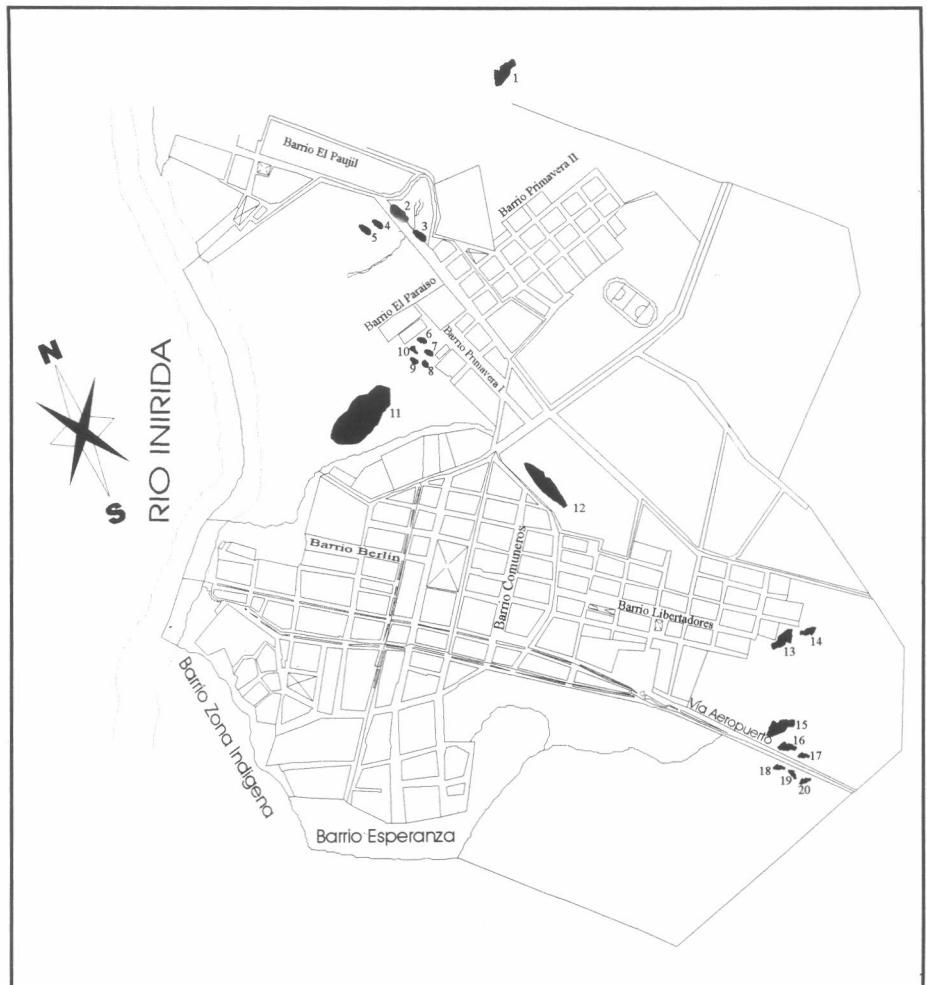 1
Barrio El Paujil
Barrio Primavera II
2
3
4
5
Barrio El Paraiso
Barrio Primavera I
6
7
10
9
8
11
N
S
RIO INIRIDA
12
Barrio Berlin
Barrio Comuneros
Barrio Libertadores
14
13
Barrio Zona Indigena
Vía Aeropuerto
15
16
17
18
19
20
Barrio Esperanza